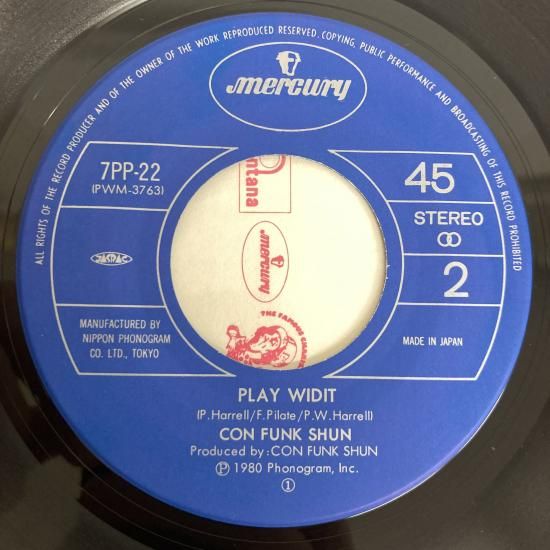 ALL RIGHTS OF THE RECORD PRODUCER AND OF THE OWNER OF THE WORK REPRODUCED RESERVED. COPYING, PUBLIC PERFORMANCE AND BROADCASTING OF THIS RECORD PROHIBITED
mercury
7PP-22
(PWM-3763)
JASRAC
MANUFACTURED BY
NIPPON PHONOGRAM
CO. LTD., TOKYO
45
STEREO
2
MADE IN JAPAN
ntana
mercury
THE FAMOUS
PLAY WIDIT
(P.Harrell/F.Pilate/P.W.Harrell)
CON FUNK SHUN
Produced by: CON FUNK SHUN
Ⓟ 1980 Phonogram, Inc.
①